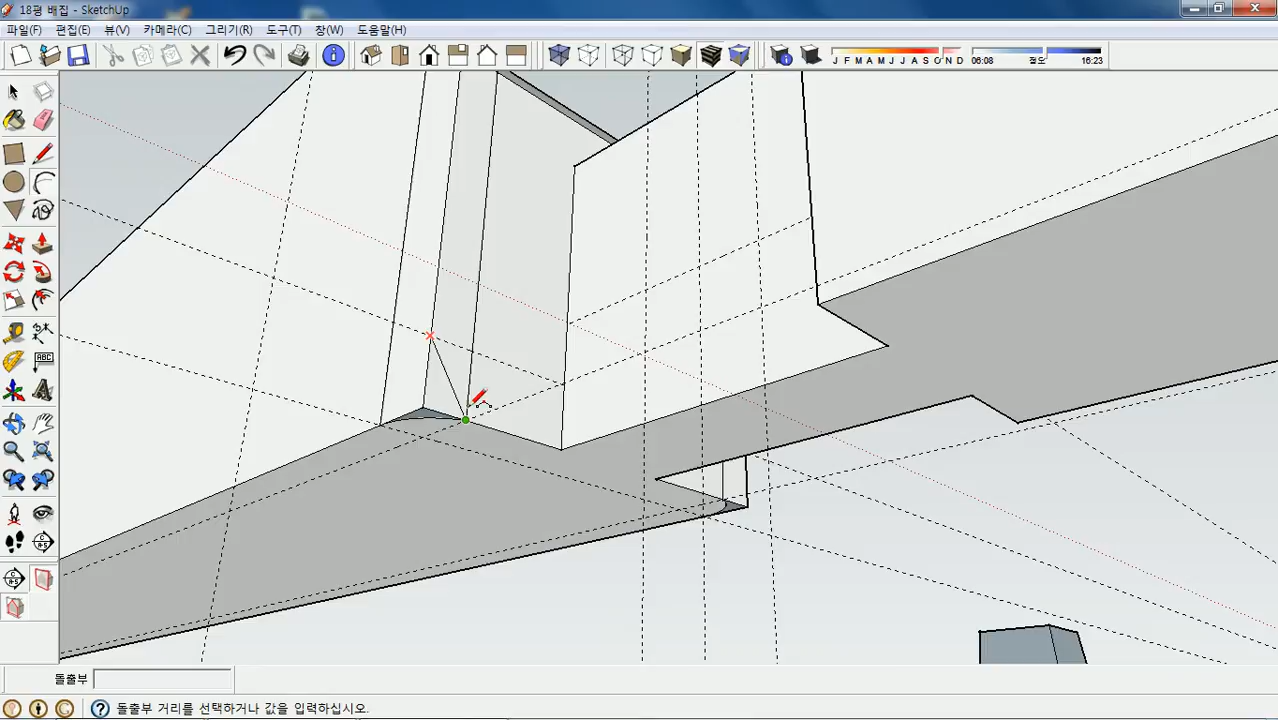 18평 배집 - SketchUp
파일(F) 편집(E) 뷰(V) 카메라(C) 그리기(R) 도구(T) 창(W) 도움말(H)
J F M A M J J A S O N D 06:08 정오 16:23
ABC
돌출부
돌출부 거리를 선택하거나 값을 입력하십시오.